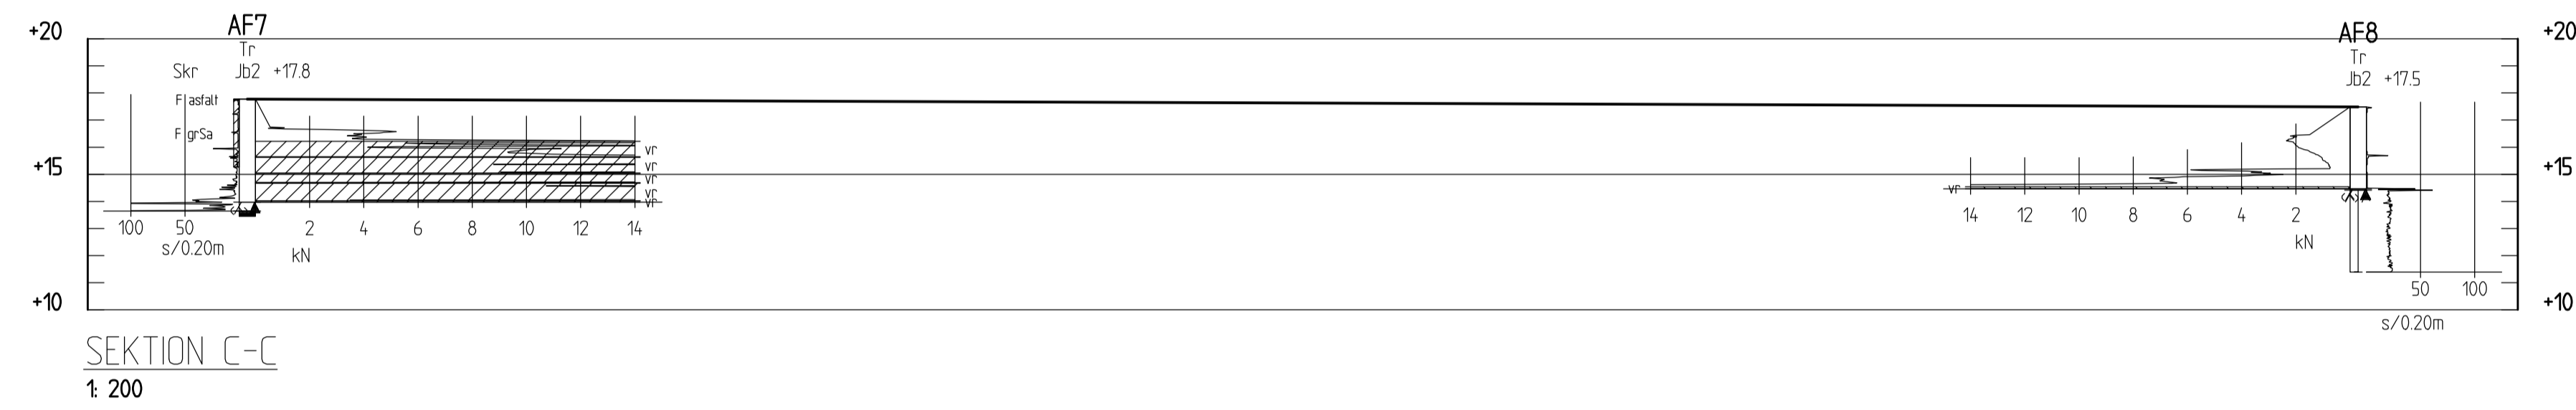 +20 AF7 AF8 +20
Tr Tr
Skr Jb2 +17.8 Jb2 +17.5
F asfalt
F grSa
vr
+15 +15
vr
vr
vr
vr
vr
100 50 2 4 6 8 10 12 14 14 12 10 8 6 4 2
s/0.20m kN kN
50 100
+10 +10
s/0.20m
SEKTION C-C
1: 200